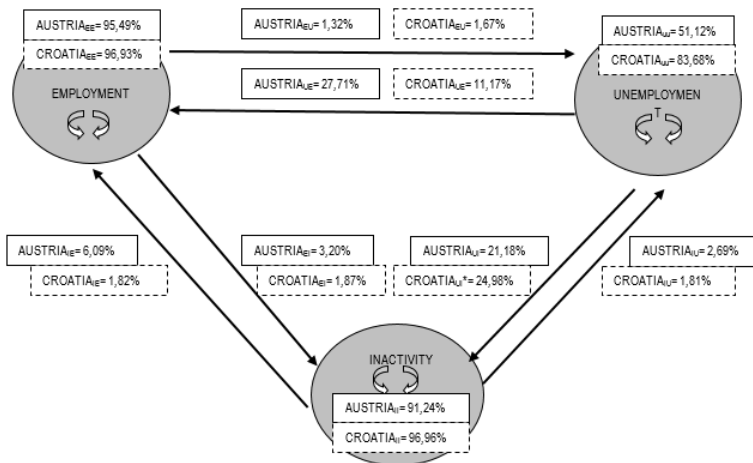 AUSTRIAEE= 95,49%
CROATIAEE= 96,93%
EMPLOYMENT
AUSTRIAEU= 1,32%
CROATIAEU= 1,67%
AUSTRIAUE= 27,71%
CROATIAUE= 11,17%
AUSTRIAUU= 51,12%
CROATIAUU= 83,68%
UNEMPLOYMEN
T
AUSTRIAIE= 6,09%
CROATIAIE= 1,82%
AUSTRIAEI= 3,20%
CROATIAEI= 1,87%
AUSTRIAUI= 21,18%
CROATIAUI*= 24,98%
AUSTRIAIU= 2,69%
CROATIAIU= 1,81%
INACTIVITY
AUSTRIAII= 91,24%
CROATIAII= 96,96%